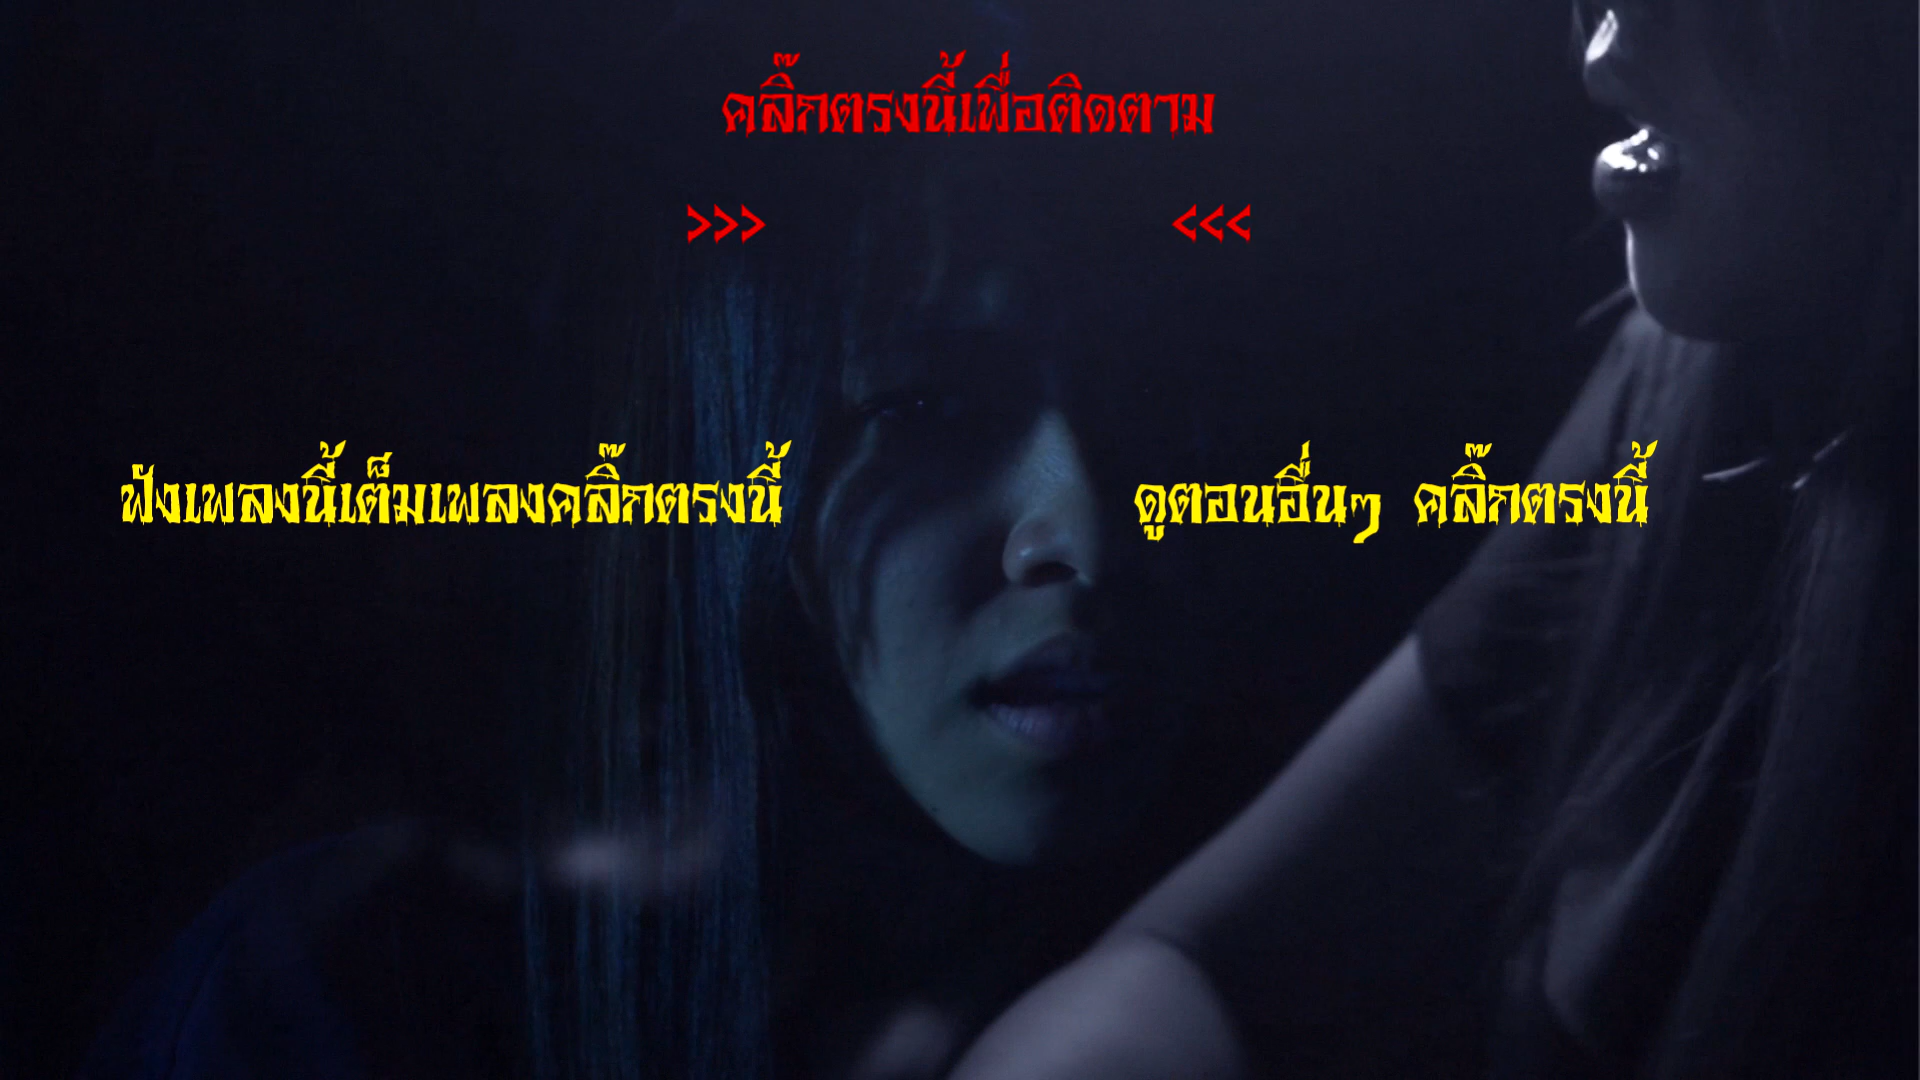 คลิ๊กตรงนี้เพื่อติดตาม
>>> <<<
ฟังเพลงนี้เต็มเพลงคลิ๊กตรงนี้
ดูตอนอื่นๆ คลิ๊กตรงนี้